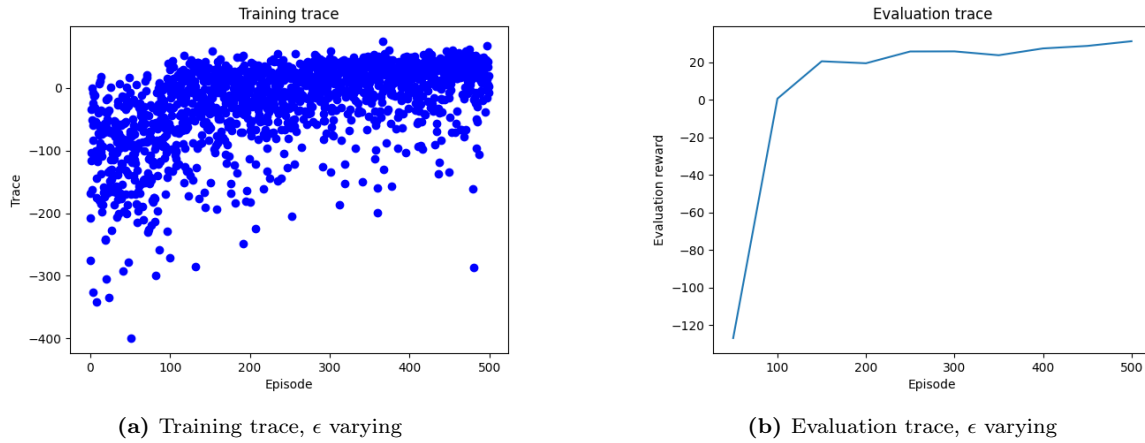 Training trace
0
−100
−200
−300
−400
Trace
0 100 200 300 400 500
Episode
(a) Training trace, ϵ varying
Evaluation trace
20
0
−20
−40
−60
−80
−100
−120
Evaluation reward
100 200 300 400 500
Episode
(b) Evaluation trace, ϵ varying